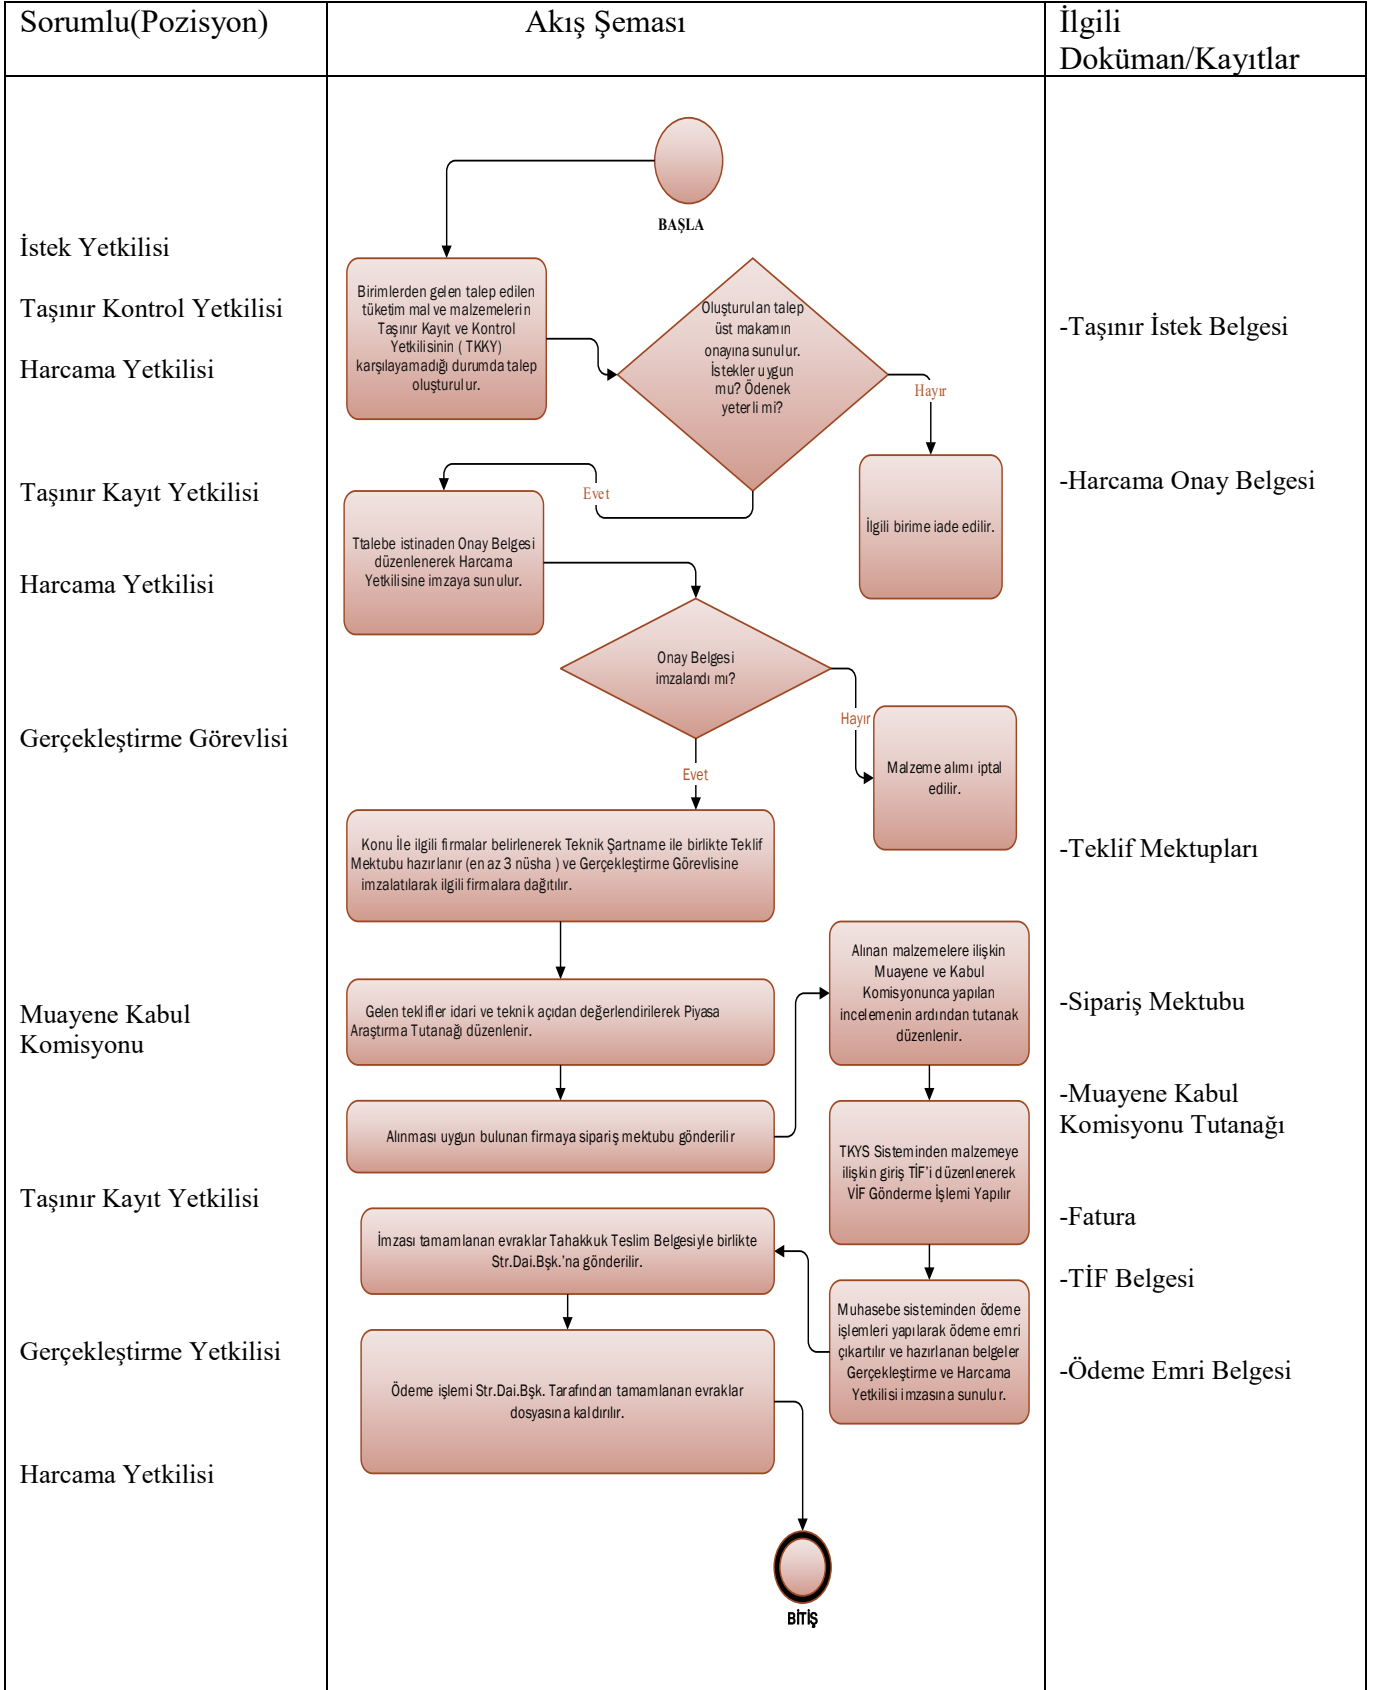 Sorumlu(Pozisyon)
Akış Şeması
İlgili
Doküman/Kayıtlar
İstek Yetkilisi
Taşınır Kontrol Yetkilisi
Harcama Yetkilisi
Taşınır Kayıt Yetkilisi
Harcama Yetkilisi
Gerçekleştirme Görevlisi
Muayene Kabul
Komisyonu
Taşınır Kayıt Yetkilisi
Gerçekleştirme Yetkilisi
Harcama Yetkilisi
BAŞLA
Birimlerden gelen talep edilen
tüketim mal ve malzemelerin
Taşınır Kayıt ve Kontrol
Yetkilisinin ( TKKY)
karşılayamadığı durumda talep
oluşturulur.
Oluşturulan talep
üst makamın
onayına sunulur.
İstekler uygun
mu? Ödenek
yeterli mi?
Hayır
İlgili birime iade edilir.
Evet
Ttalebe istinaden Onay Belgesi
düzenlenerek Harcama
Yetkilisine imzaya sunulur.
Onay Belgesi
imzalandı mı?
Hayır
Malzeme alımı iptal
edilir.
Evet
Konu İle ilgili firmalar belirlenerek Teknik Şartname ile birlikte Teklif
Mektubu hazırlanır (en az 3 nüsha ) ve Gerçekleştirme Görevlisine
imzalatılarak ilgili firmalara dağıtılır.
Gelen teklifler idari ve teknik açıdan değerlendirilerek Piyasa
Araştırma Tutanağı düzenlenir.
Alınması uygun bulunan firmaya sipariş mektubu gönderilir
Alınan malzemelere ilişkin
Muayene ve Kabul
Komisyonunca yapılan
incelemenin ardından tutanak
düzenlenir.
TKYS Sisteminden malzemeye
ilişkin giriş TİF’i düzenlenerek
VİF Gönderme İşlemi Yapılır
Muhasebe sisteminden ödeme
işlemleri yapılarak ödeme emri
çıkartılır ve hazırlanan belgeler
Gerçekleştirme ve Harcama
Yetkilisi imzasına sunulur.
İmzası tamamlanan evraklar Tahakkuk Teslim Belgesiyle birlikte
Str.Dai.Bşk.’na gönderilir.
Ödeme işlemi Str.Dai.Bşk. Tarafından tamamlanan evraklar
dosyasına kaldırılır.
BİTİŞ
-Taşınır İstek Belgesi
-Harcama Onay Belgesi
-Teklif Mektupları
-Sipariş Mektubu
-Muayene Kabul
Komisyonu Tutanağı
-Fatura
-TİF Belgesi
-Ödeme Emri Belgesi